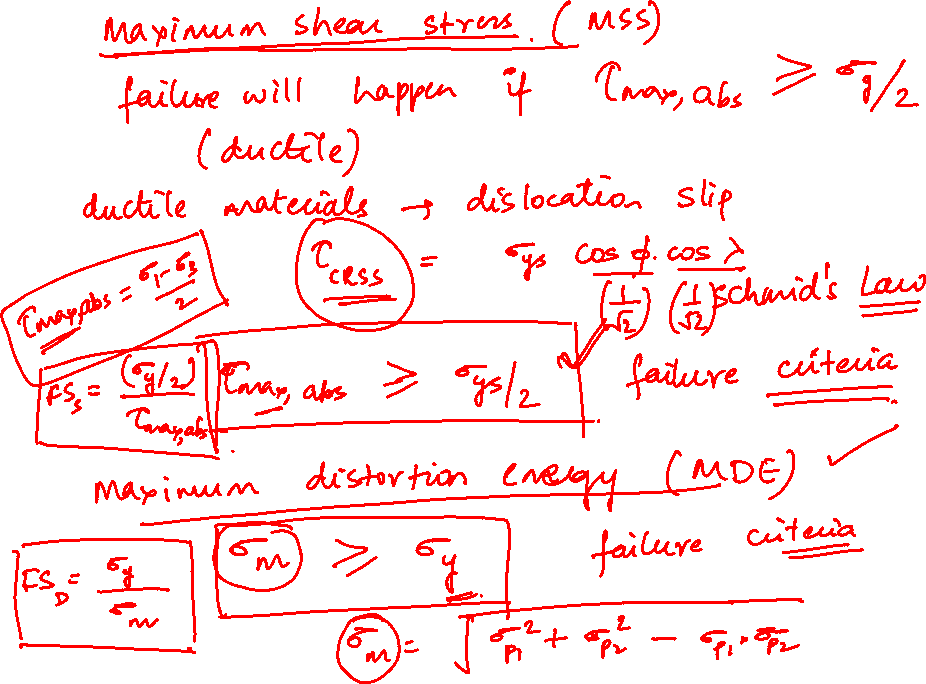 Maximum shear stress. (MSS)
failure will happen if τmax,abs ≥ σy/2
(ductile)
ductile materials → dislocation slip
τCRSS = σys cos φ. cos λ
(1/√2) (1/√2) Schmid's Law
τmax,abs = σ1-σ3/2
FSs = (σy/2)/τmax,abs
τmax, abs ≥ σys/2 failure criteria
Maximum distortion energy (MDE) ✓
σm ≥ σy failure criteria
FSD = σy/σm
σm = √σp1² + σp2² - σp1.σp2